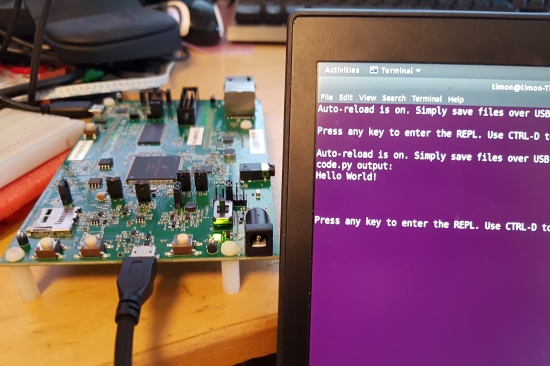 Activities Terminal
timon@timon-T
File Edit View Search Terminal Help
Auto-reload is on. Simply save files over USB
Press any key to enter the REPL. Use CTRL-D t
Auto-reload is on. Simply save files over USB
code.py output:
Hello World!
Press any key to enter the REPL. Use CTRL-D to